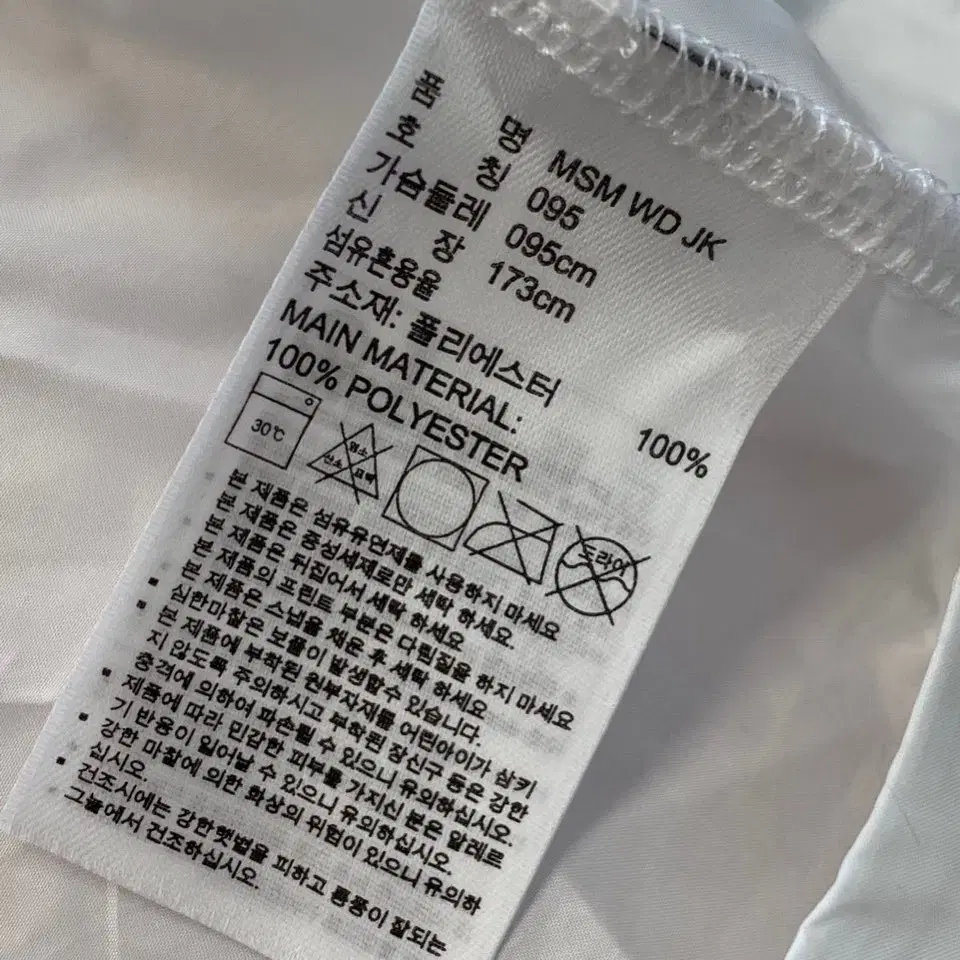 품 명 MSM WD JK
호 칭 095
가슴둘레 095cm
신 장 173cm
섬유혼용율
주소재: 폴리에스터 100%
MAIN MATERIAL:
100% POLYESTER
30℃
염소
산소 표백
드라이
본 제품은 섬유유연제를 사용하지 마세요
본 제품은 중성세제로만 세탁 하세요.
본 제품은 뒤집어서 세탁 하세요
본 제품의 프린트 부분은 다림질을 하지 마세요
본 제품은 스냅을 채운 후 세탁 하세요
심한마찰은 보풀이 발생할수 있습니다.
본 제품에 부착된 원부자재를 어린아이가 삼키
지 않도록 주의하시고 부착된 장신구 등은 강한
충격에 의하여 파손될 수 있으니 유의하십시오.
제품에 따라 민감한 피부를 가지신 분은 알레르
기 반응이 일어날 수 있으니 유의하십시오.
강한 마찰에 의한 화상의 위험이 있으니 유의하
십시오.
건조시에는 강한햇볕을 피하고 통풍이 잘되는
그늘에서 건조하십시오.